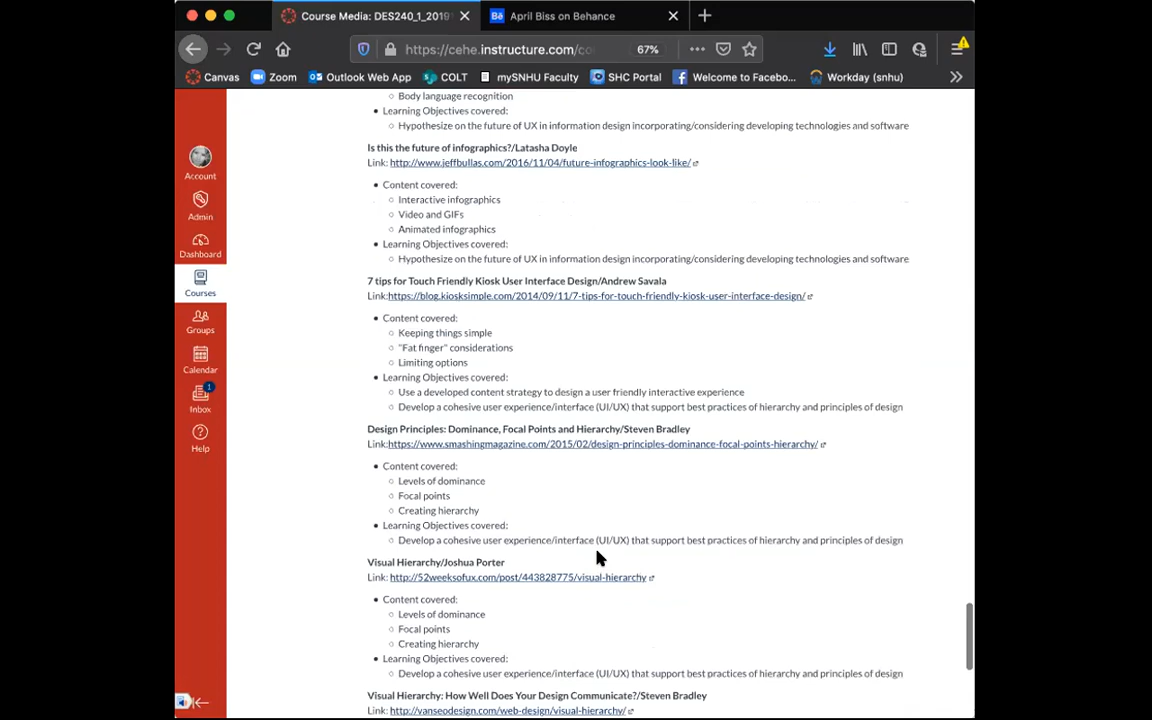 Course Media: DES240_1_2019
April Biss on Behance
https://cehe.instructure.com/co
67%
Canvas
Zoom
Outlook Web App
COLT
mySNHU Faculty
SHC Portal
Welcome to Facebo...
Workday (snhu)
Account
Admin
Dashboard
Courses
Groups
Calendar
1
Inbox
Help
Body language recognition
Learning Objectives covered:
Hypothesize on the future of UX in information design incorporating/considering developing technologies and software
Is this the future of infographics?/Latasha Doyle
Link: http://www.jeffbullas.com/2016/11/04/future-infographics-look-like/
Content covered:
Interactive infographics
Video and GIFs
Animated infographics
Learning Objectives covered:
Hypothesize on the future of UX in information design incorporating/considering developing technologies and software
7 tips for Touch Friendly Kiosk User Interface Design/Andrew Savala
Link:https://blog.kiosksimple.com/2014/09/11/7-tips-for-touch-friendly-kiosk-user-interface-design/
Content covered:
Keeping things simple
"Fat finger" considerations
Limiting options
Learning Objectives covered:
Use a developed content strategy to design a user friendly interactive experience
Develop a cohesive user experience/interface (UI/UX) that support best practices of hierarchy and principles of design
Design Principles: Dominance, Focal Points and Hierarchy/Steven Bradley
Link:https://www.smashingmagazine.com/2015/02/design-principles-dominance-focal-points-hierarchy/
Content covered:
Levels of dominance
Focal points
Creating hierarchy
Learning Objectives covered:
Develop a cohesive user experience/interface (UI/UX) that support best practices of hierarchy and principles of design
Visual Hierarchy/Joshua Porter
Link: http://52weeksofux.com/post/443828775/visual-hierarchy
Content covered:
Levels of dominance
Focal points
Creating hierarchy
Learning Objectives covered:
Develop a cohesive user experience/interface (UI/UX) that support best practices of hierarchy and principles of design
Visual Hierarchy: How Well Does Your Design Communicate?/Steven Bradley
Link: http://vanseodesign.com/web-design/visual-hierarchy/